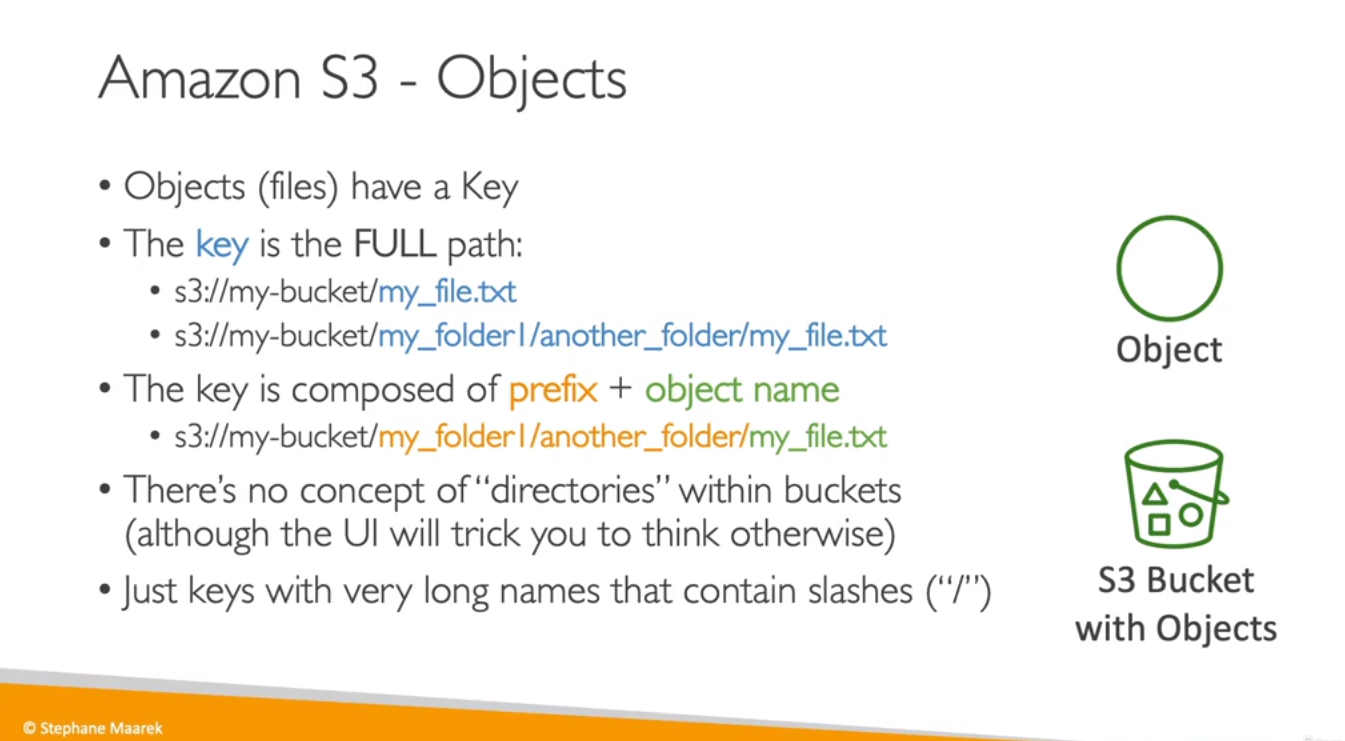 Amazon S3 - Objects
• Objects (files) have a Key
• The key is the FULL path:
• s3://my-bucket/my_file.txt
• s3://my-bucket/my_folder1/another_folder/my_file.txt
• The key is composed of prefix + object name
• s3://my-bucket/my_folder1/another_folder/my_file.txt
• There’s no concept of “directories” within buckets
(although the UI will trick you to think otherwise)
• Just keys with very long names that contain slashes (“/”)
Object
S3 Bucket
with Objects
© Stephane Maarek